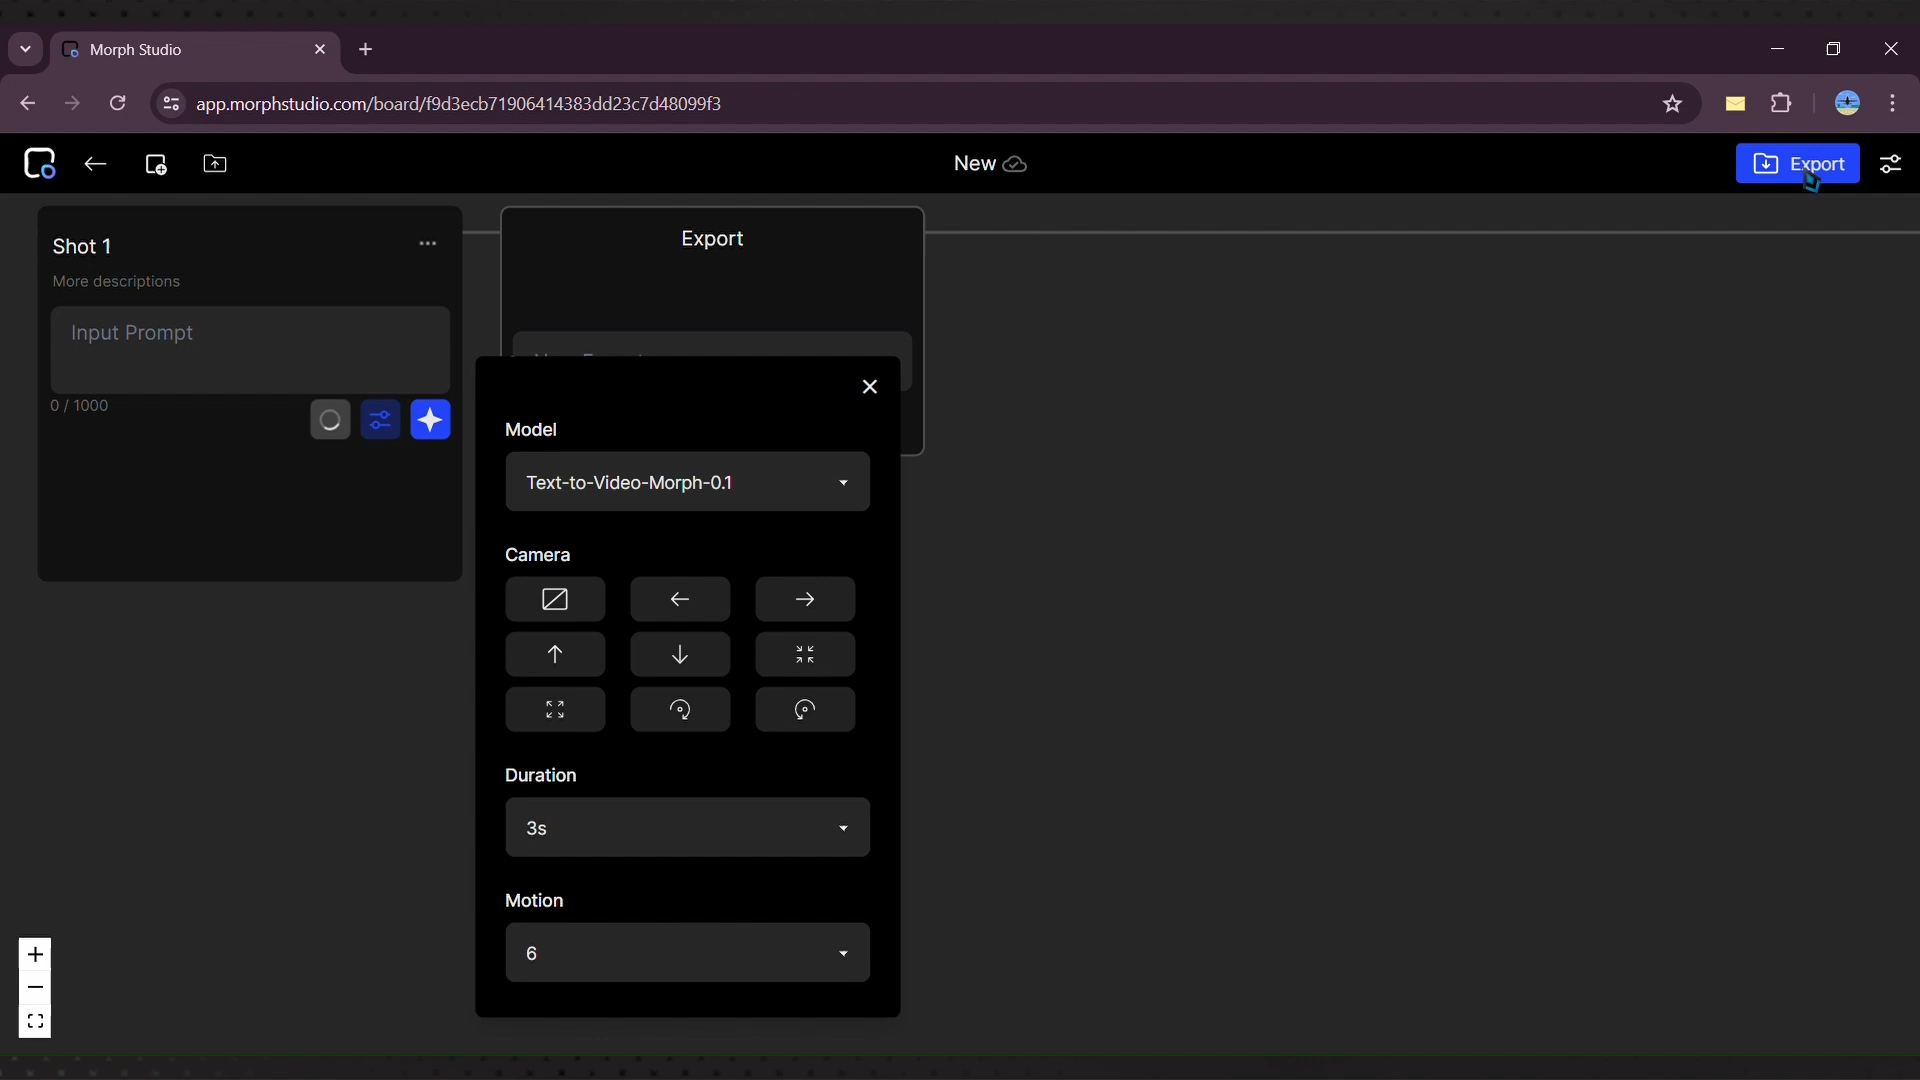 Morph Studio
app.morphstudio.com/board/f9d3ecb71906414383dd23c7d48099f3
New
Export
Shot 1
More descriptions
Input Prompt
0 / 1000
Export
Model
Text-to-Video-Morph-0.1
Camera
Duration
3s
Motion
6